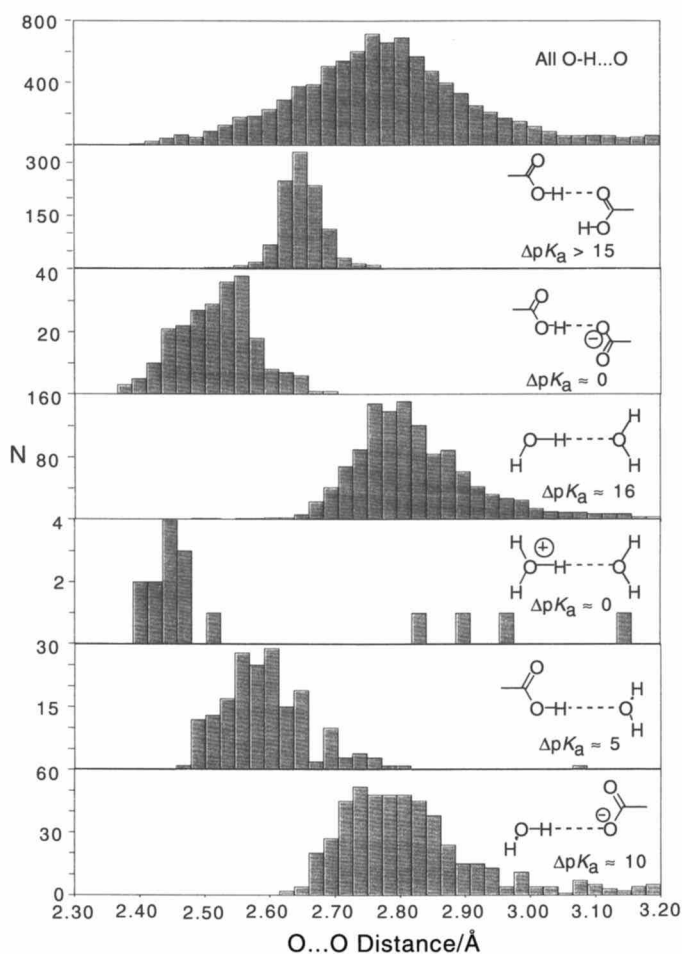 800
400
All O-H...O
300
150
O
O H O
HO
ΔpKa > 15
40
20
O
O H O
⊖
O
ΔpKa ≈ 0
160
80
N
H
O H O
H H
ΔpKa ≈ 16
4
2
H ⊕ H
O H O
H H
ΔpKa ≈ 0
30
15
O
H
O H O
H
ΔpKa ≈ 5
60
30
0
O
⊖
O H O
H
ΔpKa ≈ 10
2.30 2.40 2.50 2.60 2.70 2.80 2.90 3.00 3.10 3.20
O...O Distance/Å